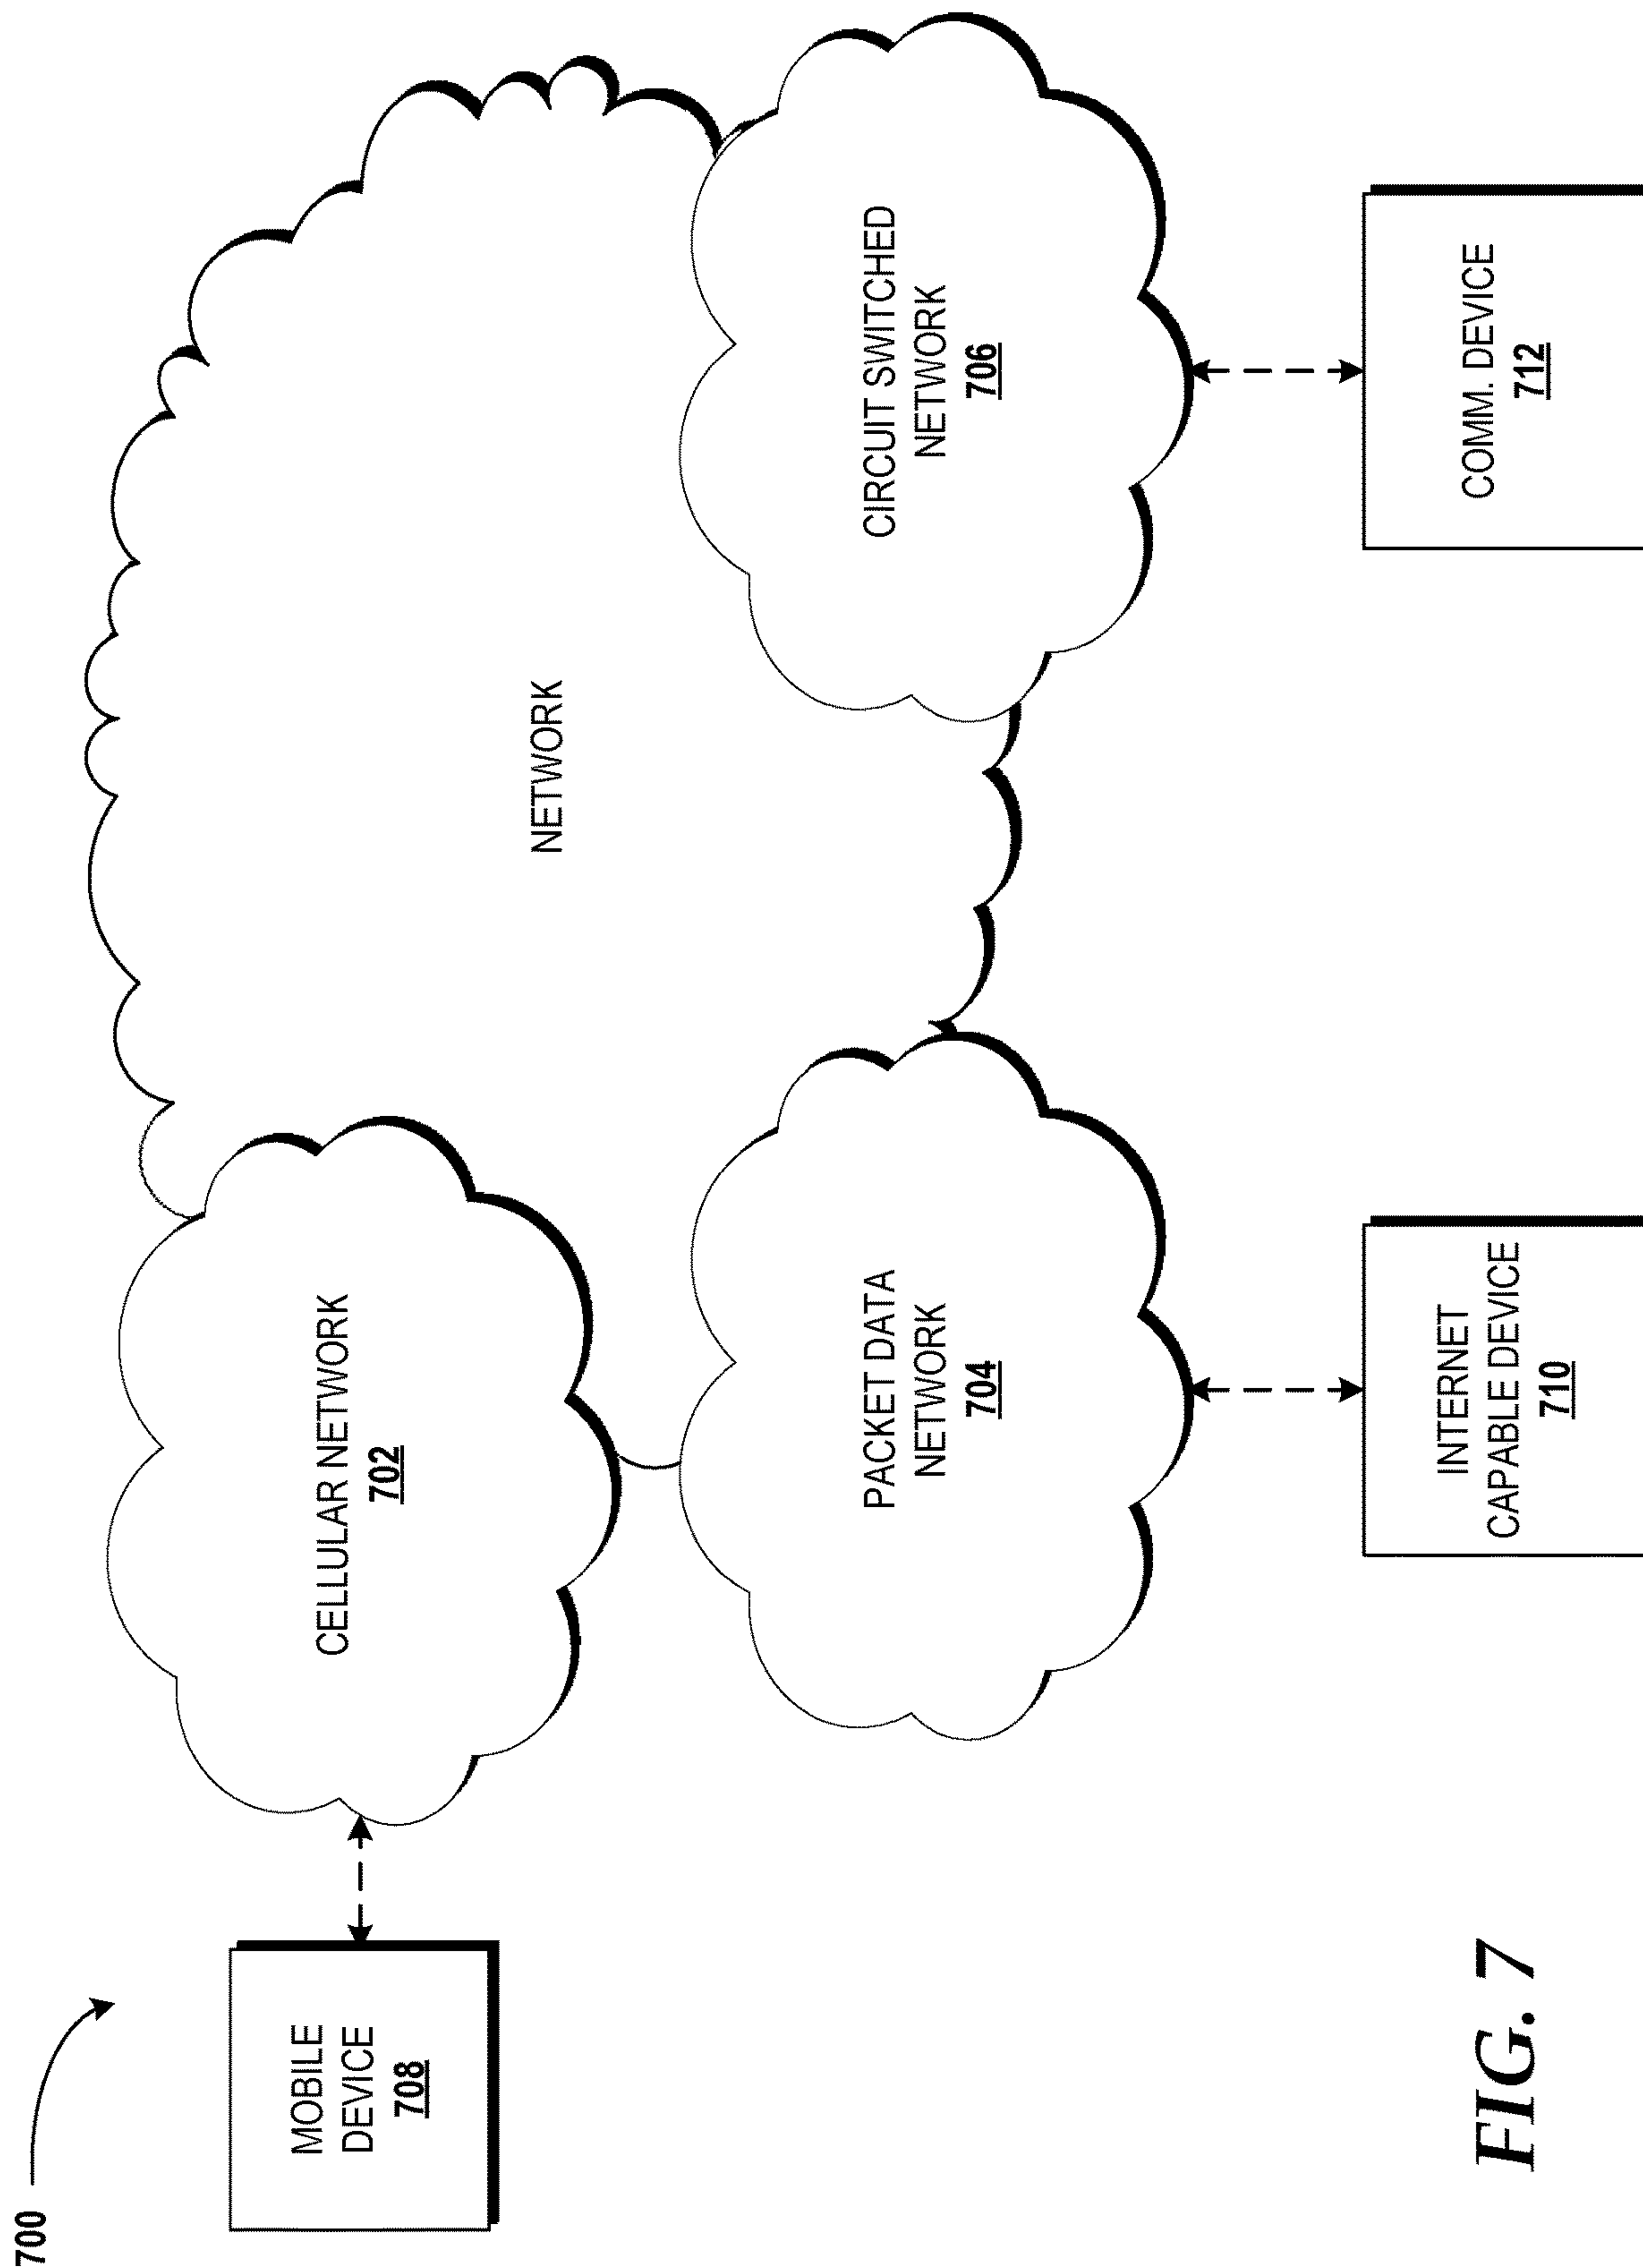 700
MOBILE
DEVICE
708
CELLULAR NETWORK
702
NETWORK
PACKET DATA
NETWORK
704
CIRCUIT SWITCHED
NETWORK
706
INTERNET
CAPABLE DEVICE
710
COMM. DEVICE
712
FIG. 7